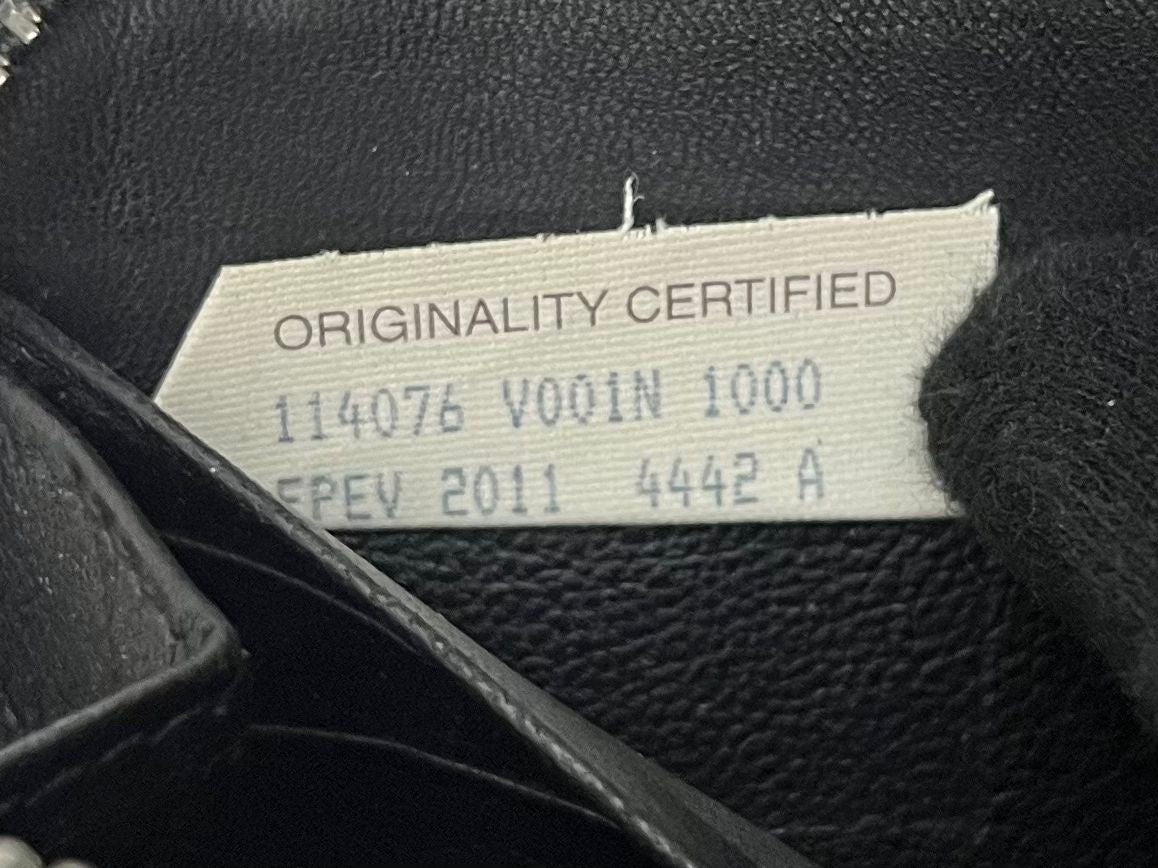 ORIGINALITY CERTIFIED
114076 V001N 1000
2011 4442 A